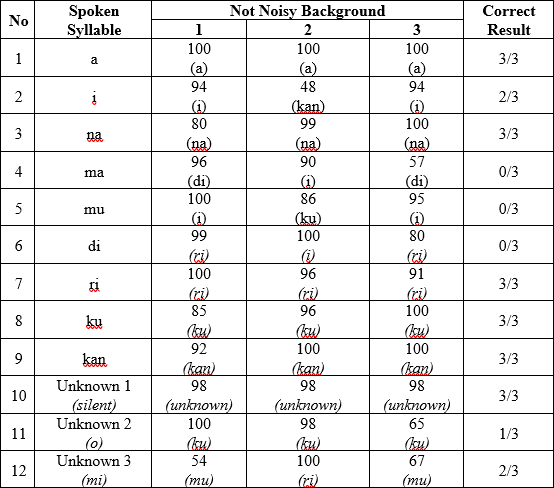 No Spoken Syllable Not Noisy Background Correct Result
1 2 3
1 a 100 (a) 100 (a) 100 (a) 3/3
2 i 94 (i) 48 (kan) 94 (i) 2/3
3 na 80 (na) 99 (na) 100 (na) 3/3
4 ma 96 (di) 90 (i) 57 (di) 0/3
5 mu 100 (i) 86 (ku) 95 (i) 0/3
6 di 99 (ri) 100 (i) 80 (ri) 0/3
7 ri 100 (ri) 96 (ri) 91 (ri) 3/3
8 ku 85 (ku) 96 (ku) 100 (ku) 3/3
9 kan 92 (kan) 100 (kan) 100 (kan) 3/3
10 Unknown 1 (silent) 98 (unknown) 98 (unknown) 98 (unknown) 3/3
11 Unknown 2 (o) 100 (ku) 98 (ku) 65 (ku) 1/3
12 Unknown 3 (mi) 54 (mu) 100 (ri) 67 (mu) 2/3